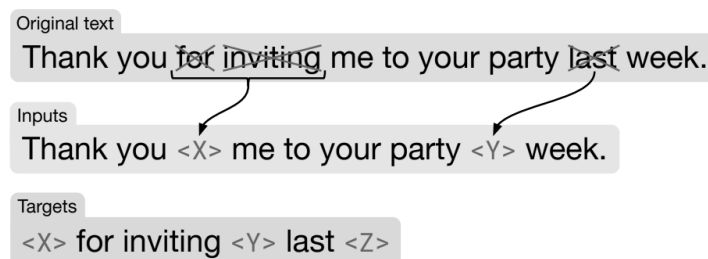 Original text
Thank you for inviting me to your party last week.
Inputs
Thank you <X> me to your party <Y> week.
Targets
<X> for inviting <Y> last <Z>